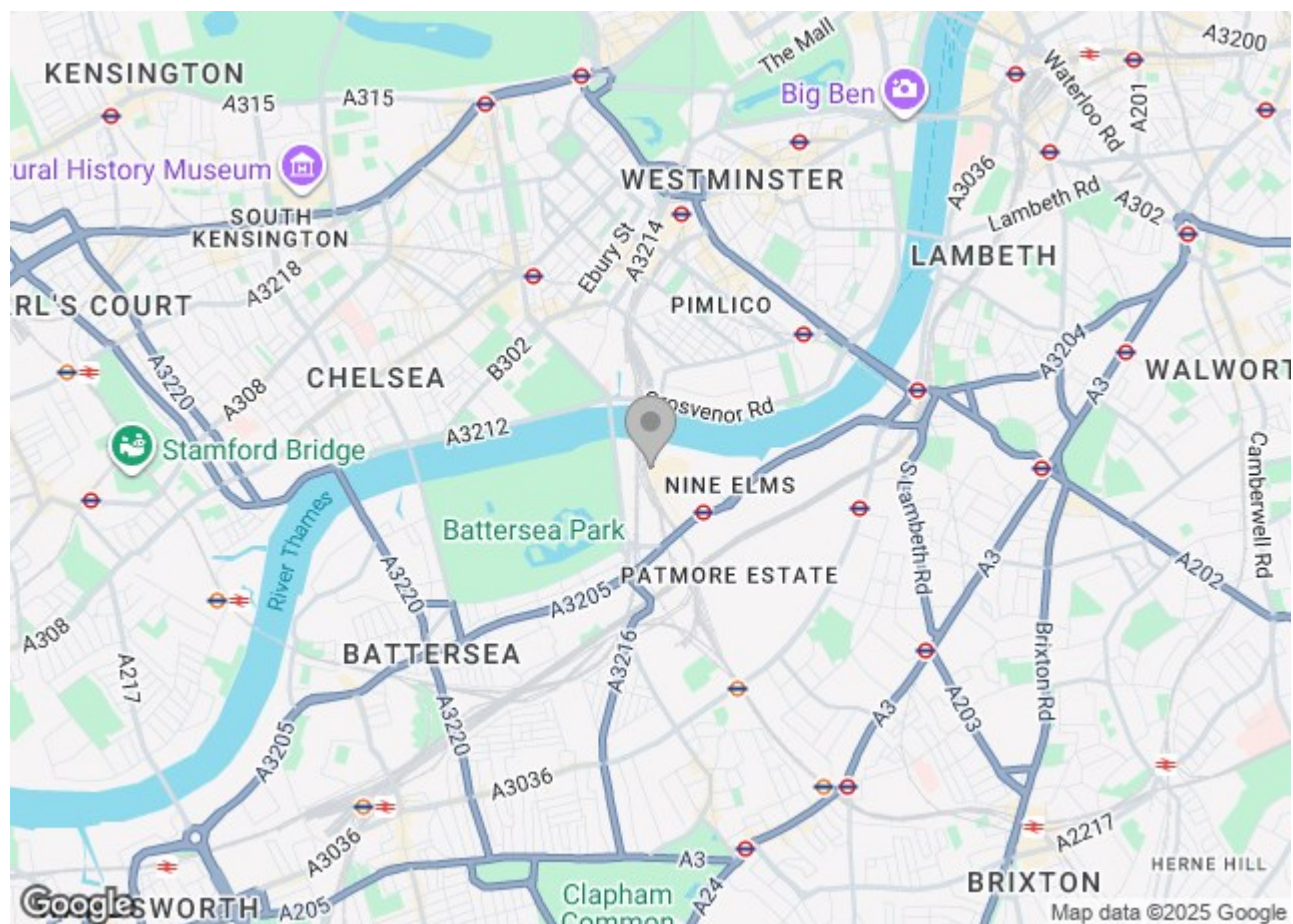 A3200
The Mall
KENSINGTON
A315
A315
Big Ben
Waterloo Rd
A201
ural History Museum
WESTMINSTER
A3036
Lambeth Rd
A302
SOUTH
KENSINGTON
Ebury St
A3214
LAMBETH
A3218
PIMLICO
ARL'S COURT
A3220
B302
A3204
CHELSEA
A308
A3
WALWORT
Grosvenor Rd
A3212
Stamford Bridge
NINE ELMS
S Lambeth Rd
Camberwell Rd
River Thames
Battersea Park
A3220
PATMORE ESTATE
A3
A202
A3205
A308
BATTERSEA
A3216
Brixton Rd
A217
A3205
A3220
A3
A203
A3036
A3036
A2217
A3
HERNE HILL
BRIXTON
Google
SWORTH
A205
Clapham
Common
A24
Map data ©2025 Google